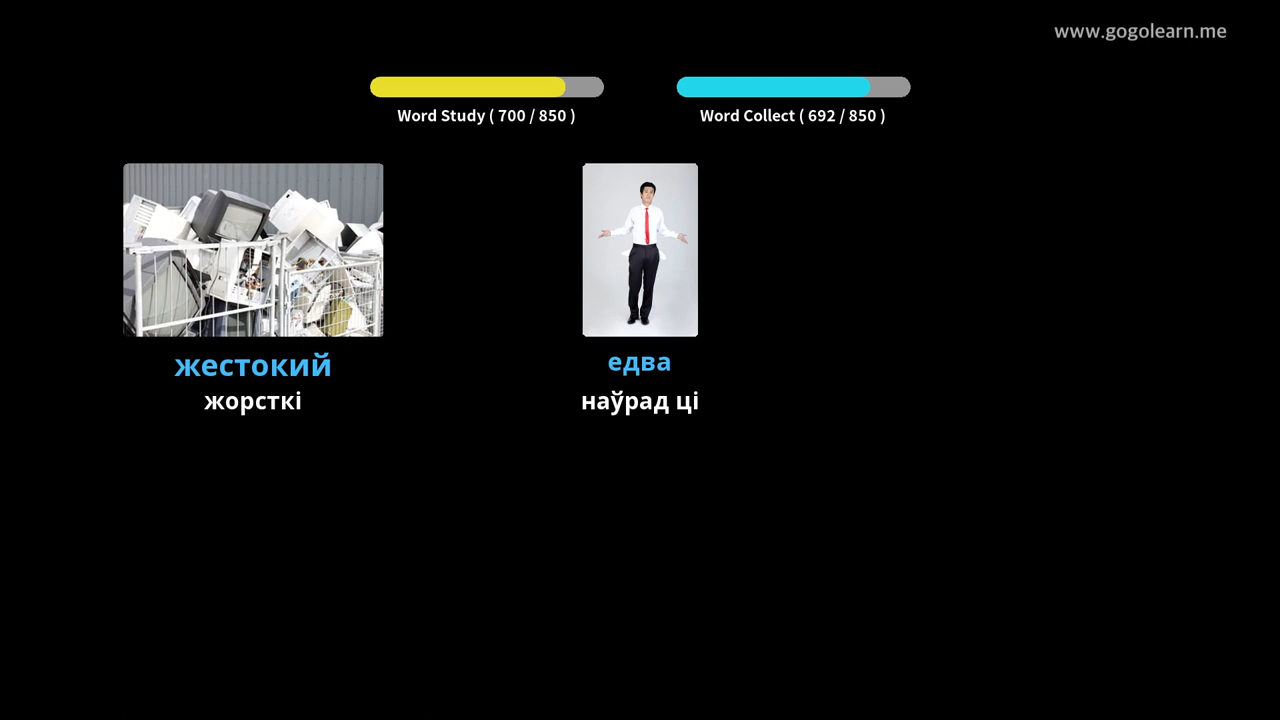 www.gogolearn.me
Word Study ( 700 / 850 )
Word Collect ( 692 / 850 )
жестокий
жорсткі
едва
наўрад ці